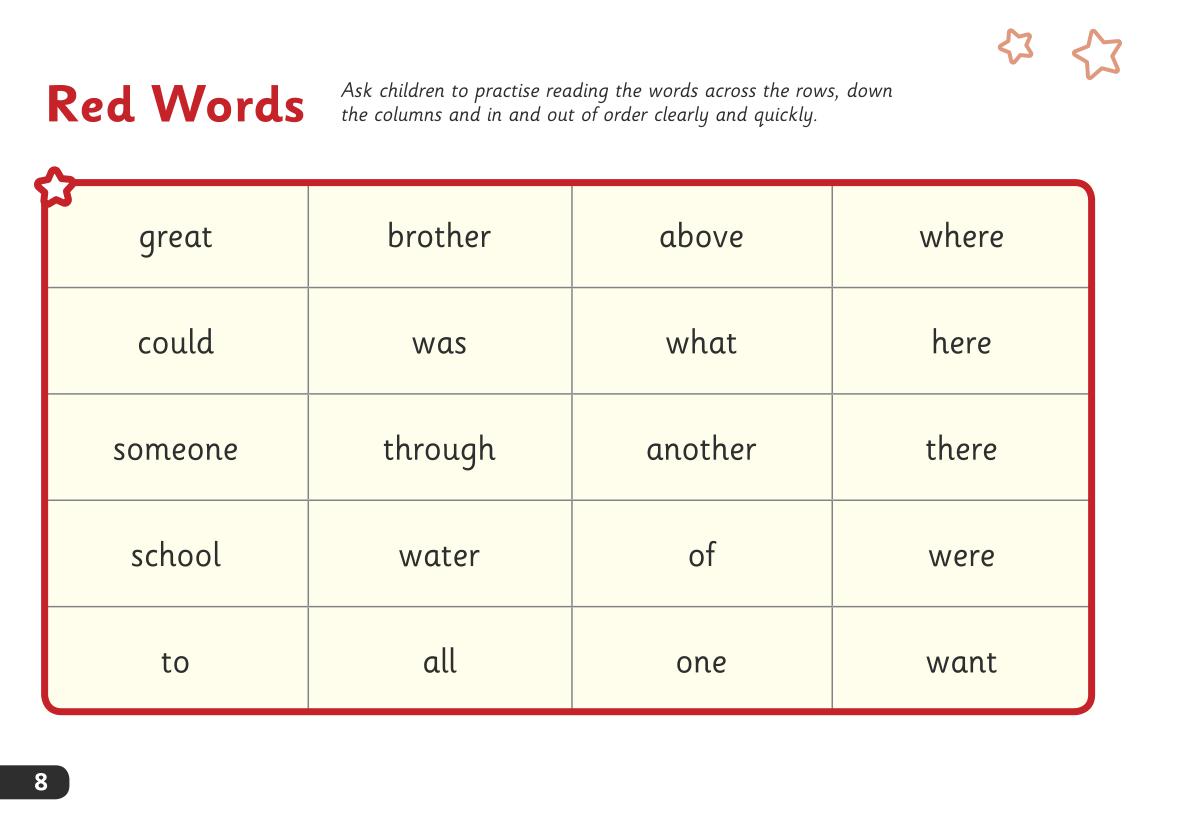 Red Words
Ask children to practise reading the words across the rows, down
the columns and in and out of order clearly and quickly.
great brother above where
could was what here
someone through another there
school water of were
to all one want
8